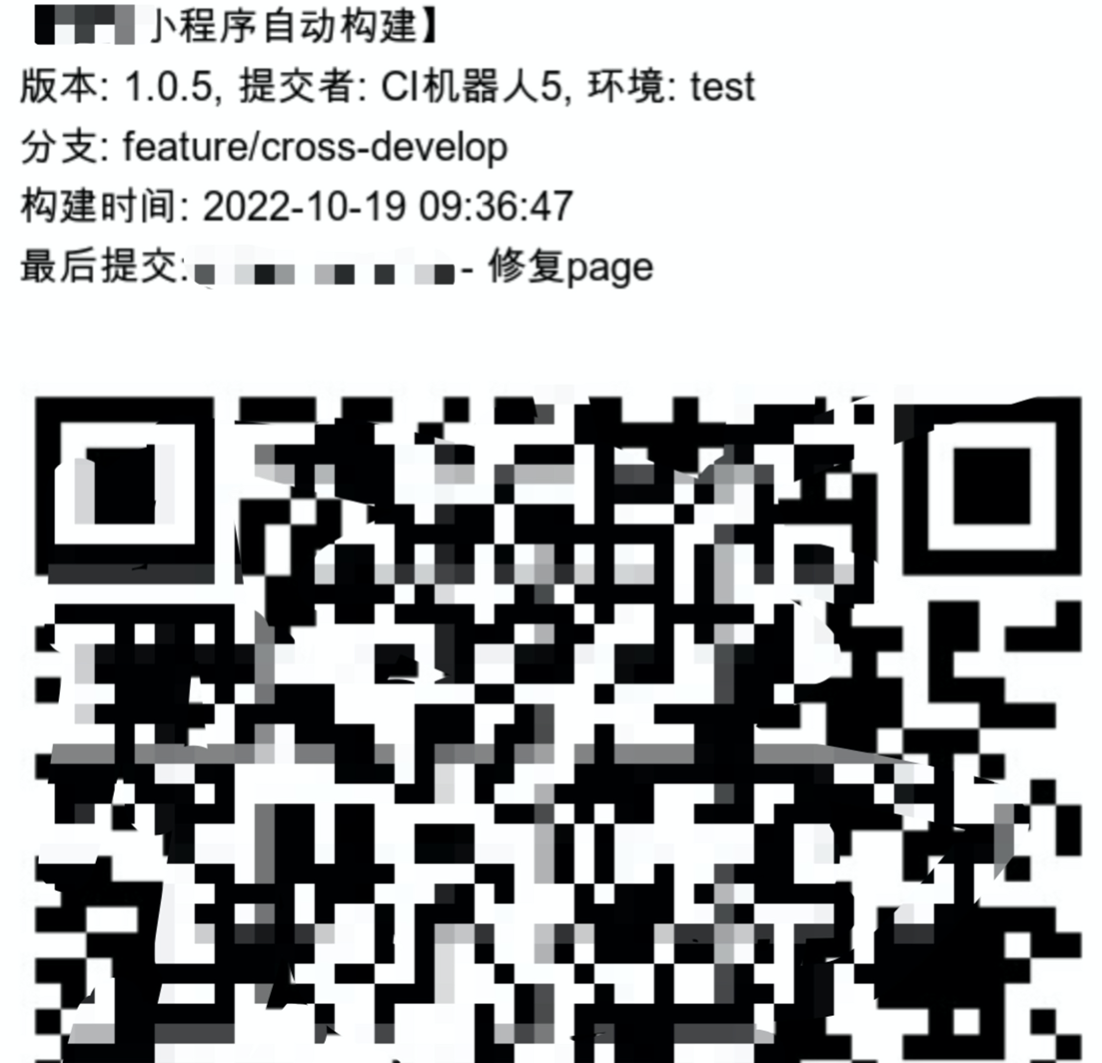 小程序自动构建】
版本: 1.0.5, 提交者: CI机器人5, 环境: test
分支: feature/cross-develop
构建时间: 2022-10-19 09:36:47
最后提交: - 修复page